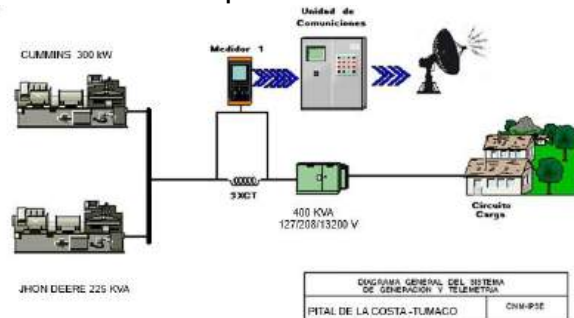 Unidad de
Comuniciones
CUMMINS 300 kW
Medidor 1
3XCT
400 KVA
127/208/13200 V
Circuito
Carga
JHON DEERE 225 KVA
DIAGRAMA GENERAL DEL SISTEMA
DE GENERACION Y TELEMETRIA
PITAL DE LA COSTA -TUMACO
CNM-IPSE